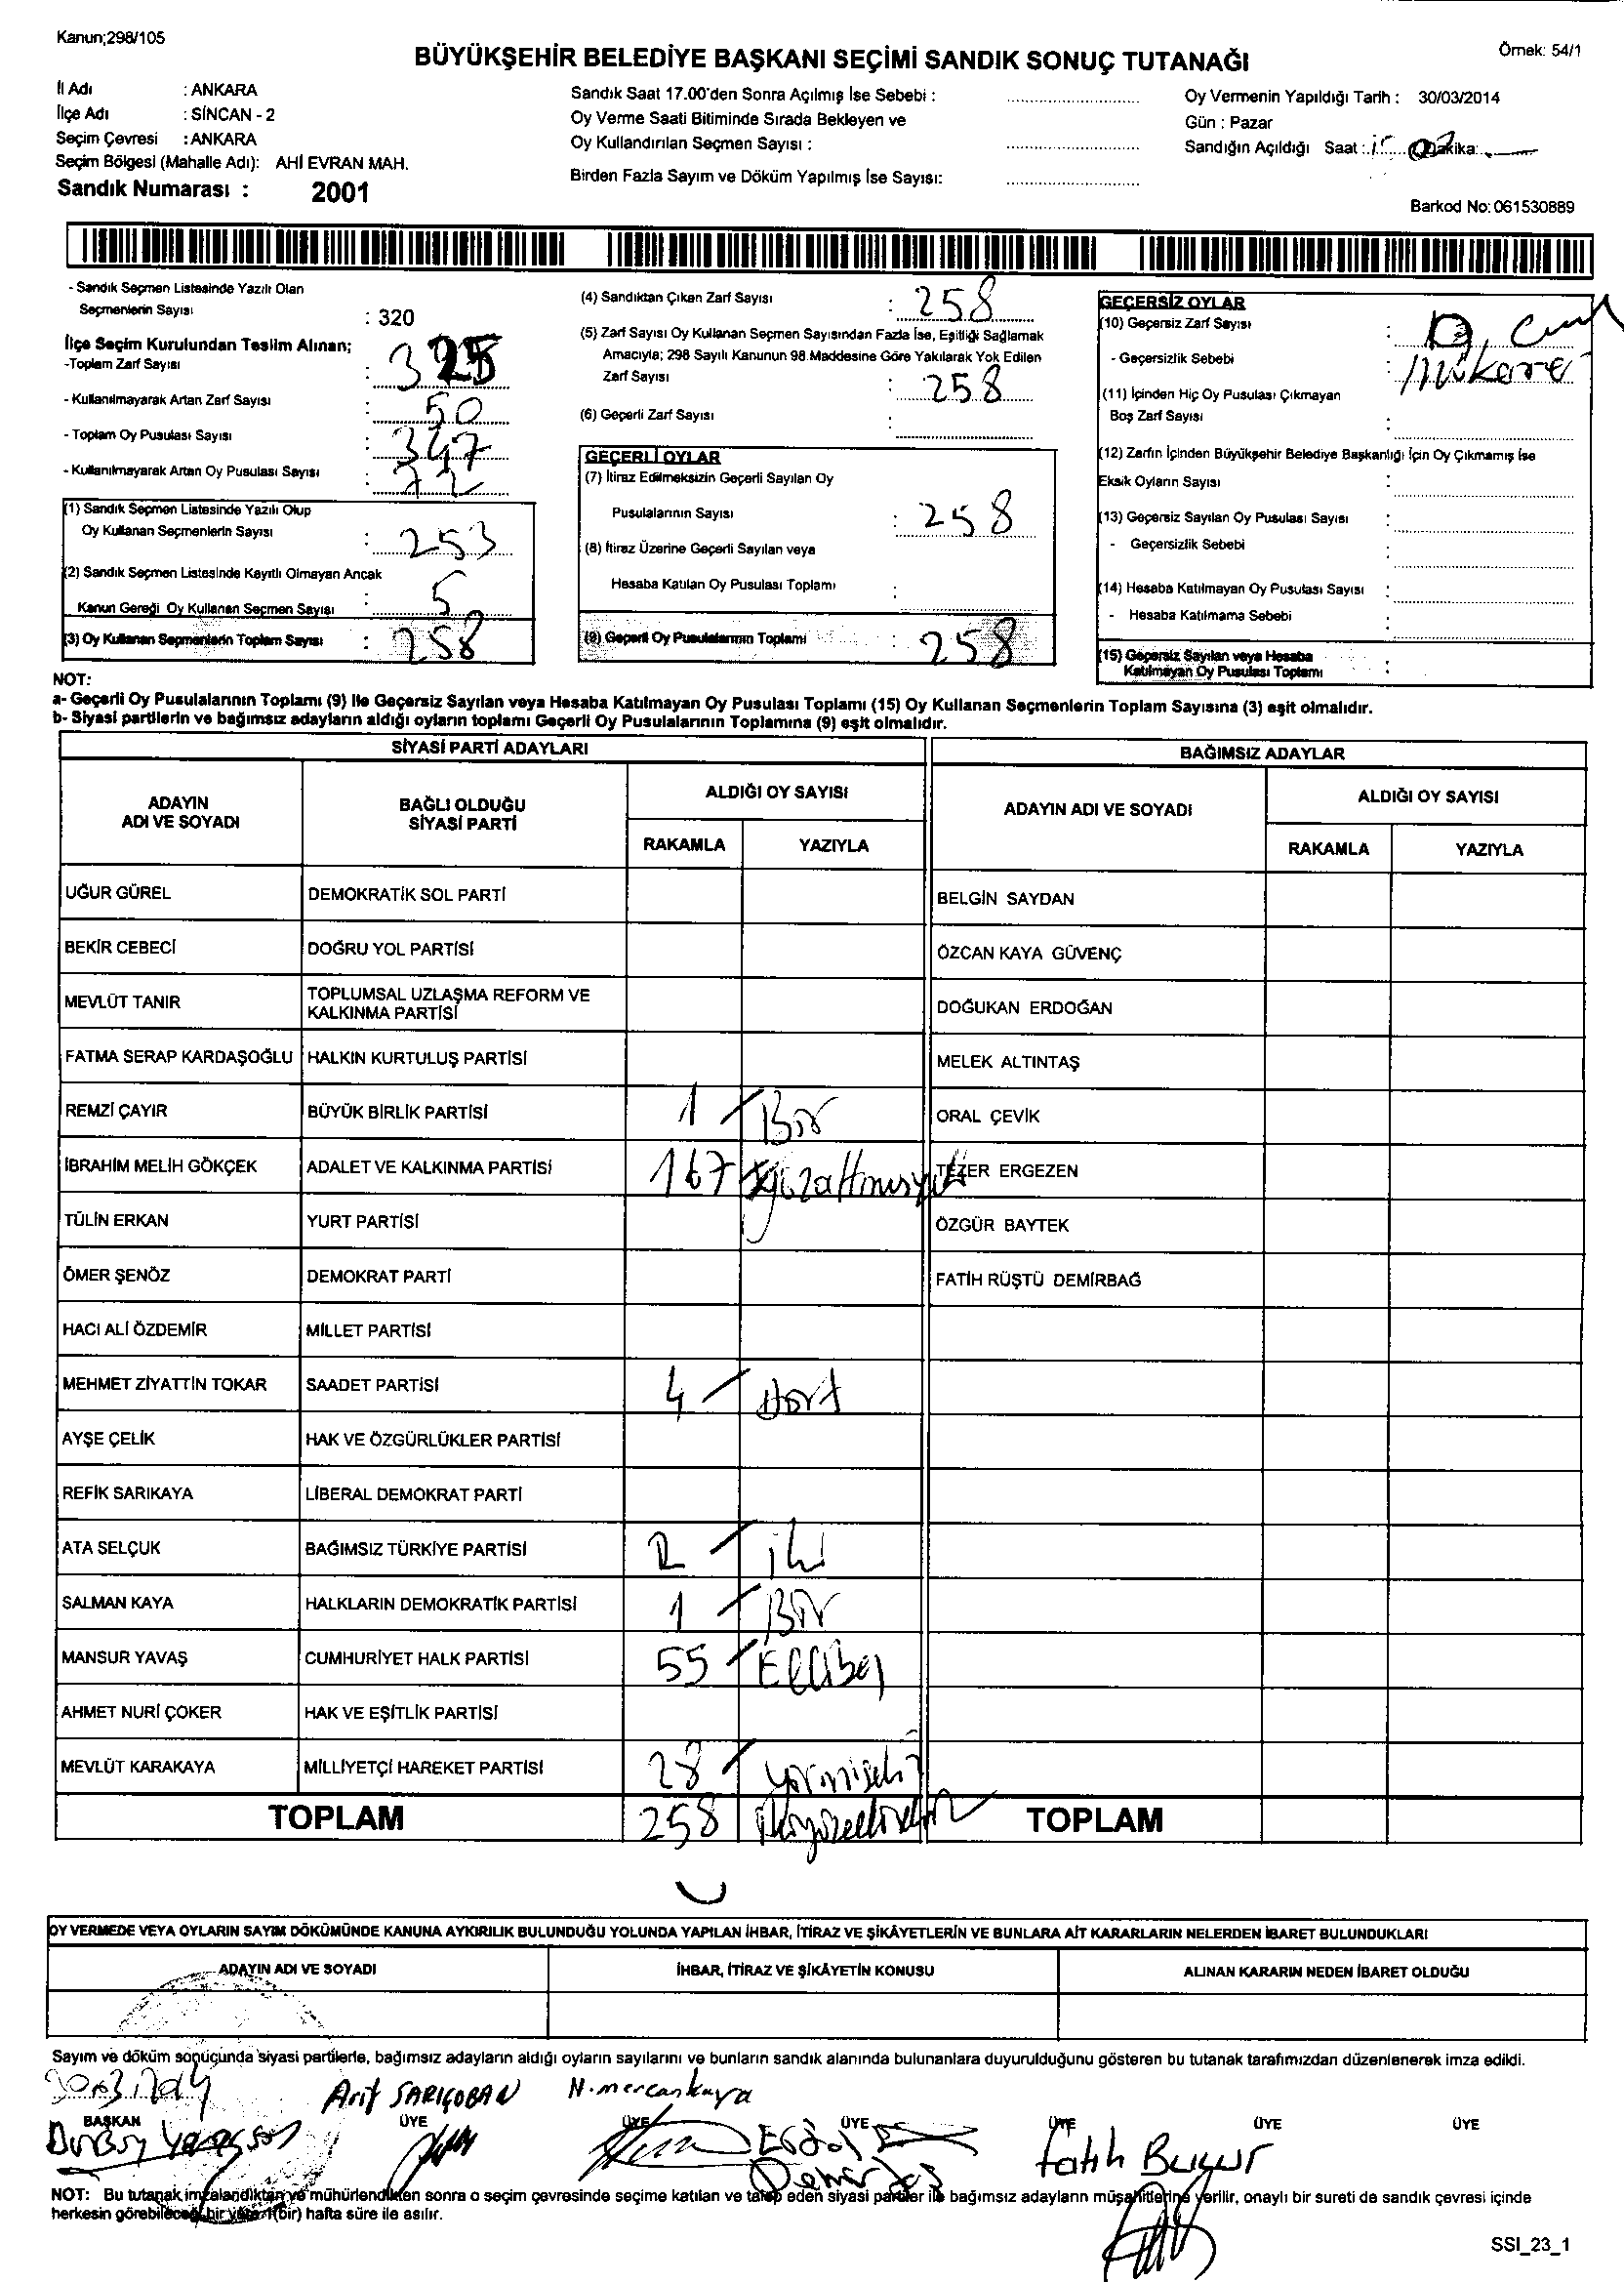 Kanun;298/105
Örnek: 54/1
BÜYÜKŞEHİR BELEDİYE BAŞKANI SEÇİMİ SANDIK SONUÇ TUTANAĞI
İl Adı : ANKARA
İlçe Adı : SİNCAN - 2
Seçim Çevresi : ANKARA
Seçim Bölgesi (Mahalle Adı): AHİ EVRAN MAH.
Sandık Numarası : 2001
Sandık Saat 17.00'den Sonra Açılmış İse Sebebi :
Oy Verme Saati Bitiminde Sırada Bekleyen ve
Oy Kullandırılan Seçmen Sayısı :
Birden Fazla Sayım ve Döküm Yapılmış İse Sayısı:
Oy Vermenin Yapıldığı Tarih : 30/03/2014
Gün : Pazar
Sandığın Açıldığı Saat : Dakika:
Barkod No: 061530889
- Sandık Seçmen Listesinde Yazılı Olan
Seçmenlerin Sayısı : 320
İlçe Seçim Kurulundan Teslim Alınan;
-Toplam Zarf Sayısı : 325
- Kullanılmayarak Artan Zarf Sayısı : 50
- Toplam Oy Pusulası Sayısı : 347
- Kullanılmayarak Artan Oy Pusulası Sayısı : 72
(1) Sandık Seçmen Listesinde Yazılı Olup
Oy Kullanan Seçmenlerin Sayısı : 253
(2) Sandık Seçmen Listesinde Kayıtlı Olmayan Ancak
Kanun Gereği Oy Kullanan Seçmen Sayısı : 5
(3) Oy Kullanan Seçmenlerin Toplam Sayısı : 258
(4) Sandıktan Çıkan Zarf Sayısı : 258
(5) Zarf Sayısı Oy Kullanan Seçmen Sayısından Fazla İse, Eşitliği Sağlamak
Amacıyla; 298 Sayılı Kanunun 98.Maddesine Göre Yakılarak Yok Edilen
Zarf Sayısı : 258
(6) Geçerli Zarf Sayısı :
GEÇERLİ OYLAR
(7) İtiraz Edilmeksizin Geçerli Sayılan Oy
Pusulalarının Sayısı : 258
(8) İtiraz Üzerine Geçerli Sayılan veya
Hesaba Katılan Oy Pusulası Toplamı :
(9) Geçerli Oy Pusulalarının Toplamı : 258
GEÇERSİZ OYLAR
(10) Geçersiz Zarf Sayısı :
- Geçersizlik Sebebi :
(11) İçinden Hiç Oy Pusulası Çıkmayan
Boş Zarf Sayısı :
(12) Zarfın İçinden Büyükşehir Belediye Başkanlığı İçin Oy Çıkmamış İse
Eksik Oyların Sayısı :
(13) Geçersiz Sayılan Oy Pusulası Sayısı :
- Geçersizlik Sebebi :
(14) Hesaba Katılmayan Oy Pusulası Sayısı :
- Hesaba Katılmama Sebebi :
(15) Geçersiz Sayılan veya Hesaba
Katılmayan Oy Pusulası Toplamı :
NOT:
a- Geçerli Oy Pusulalarının Toplamı (9) ile Geçersiz Sayılan veya Hesaba Katılmayan Oy Pusulası Toplamı (15) Oy Kullanan Seçmenlerin Toplam Sayısına (3) eşit olmalıdır.
b- Siyasi partilerin ve bağımsız adayların aldığı oyların toplamı Geçerli Oy Pusulalarının Toplamına (9) eşit olmalıdır.
SİYASİ PARTİ ADAYLARI
BAĞIMSIZ ADAYLAR
ADAYIN ADI VE SOYADI
BAĞLI OLDUĞU SİYASİ PARTİ
ALDIĞI OY SAYISI
RAKAMLA YAZIYLA
ADAYIN ADI VE SOYADI
ALDIĞI OY SAYISI
RAKAMLA YAZIYLA
UĞUR GÜREL DEMOKRATİK SOL PARTİ BELGİN SAYDAN
BEKİR CEBECİ DOĞRU YOL PARTİSİ ÖZCAN KAYA GÜVENÇ
MEVLÜT TANIR TOPLUMSAL UZLAŞMA REFORM VE KALKINMA PARTİSİ DOĞUKAN ERDOĞAN
FATMA SERAP KARDAŞOĞLU HALKIN KURTULUŞ PARTİSİ MELEK ALTINTAŞ
REMZİ ÇAYIR BÜYÜK BİRLİK PARTİSİ 1 Bir ORAL ÇEVİK
İBRAHİM MELİH GÖKÇEK ADALET VE KALKINMA PARTİSİ 167 TEZER ERGEZEN
TÜLİN ERKAN YURT PARTİSİ ÖZGÜR BAYTEK
ÖMER ŞENÖZ DEMOKRAT PARTİ FATİH RÜŞTÜ DEMİRBAĞ
HACI ALİ ÖZDEMİR MİLLET PARTİSİ
MEHMET ZİYATTİN TOKAR SAADET PARTİSİ 4 Dört
AYŞE ÇELİK HAK VE ÖZGÜRLÜKLER PARTİSİ
REFİK SARIKAYA LİBERAL DEMOKRAT PARTİ
ATA SELÇUK BAĞIMSIZ TÜRKİYE PARTİSİ 2 iki
SALMAN KAYA HALKLARIN DEMOKRATİK PARTİSİ 1 Bir
MANSUR YAVAŞ CUMHURİYET HALK PARTİSİ 55 Ellibeş
AHMET NURİ ÇOKER HAK VE EŞİTLİK PARTİSİ
MEVLÜT KARAKAYA MİLLİYETÇİ HAREKET PARTİSİ 28
TOPLAM 258 TOPLAM
OY VERMEDE VEYA OYLARIN SAYIM DÖKÜMÜNDE KANUNA AYKIRILIK BULUNDUĞU YOLUNDA YAPILAN İHBAR, İTİRAZ VE ŞİKÂYETLERİN VE BUNLARA AİT KARARLARIN NELERDEN İBARET BULUNDUKLARI
ADAYIN ADI VE SOYADI İHBAR, İTİRAZ VE ŞİKÂYETİN KONUSU ALINAN KARARIN NEDEN İBARET OLDUĞU
Sayım ve döküm sonucunda siyasi partilerle, bağımsız adayların aldığı oyların sayılarını ve bunların sandık alanında bulunanlara duyurulduğunu gösteren bu tutanak tarafımızdan düzenlenerek imza edildi.
30.03.2014 Arif SARIÇOBAN N. mercankaya
BAŞKAN ÜYE ÜYE ÜYE ÜYE ÜYE ÜYE
Fatih
NOT: Bu tutanak imzalandıktan ve mühürlendikten sonra o seçim çevresinde seçime katılan ve talep eden siyasi partiler ile bağımsız adayların müşahitlerine verilir, onaylı bir sureti de sandık çevresi içinde
herkesin görebileceği bir yere 1(bir) hafta süre ile asılır.
SSI_23_1